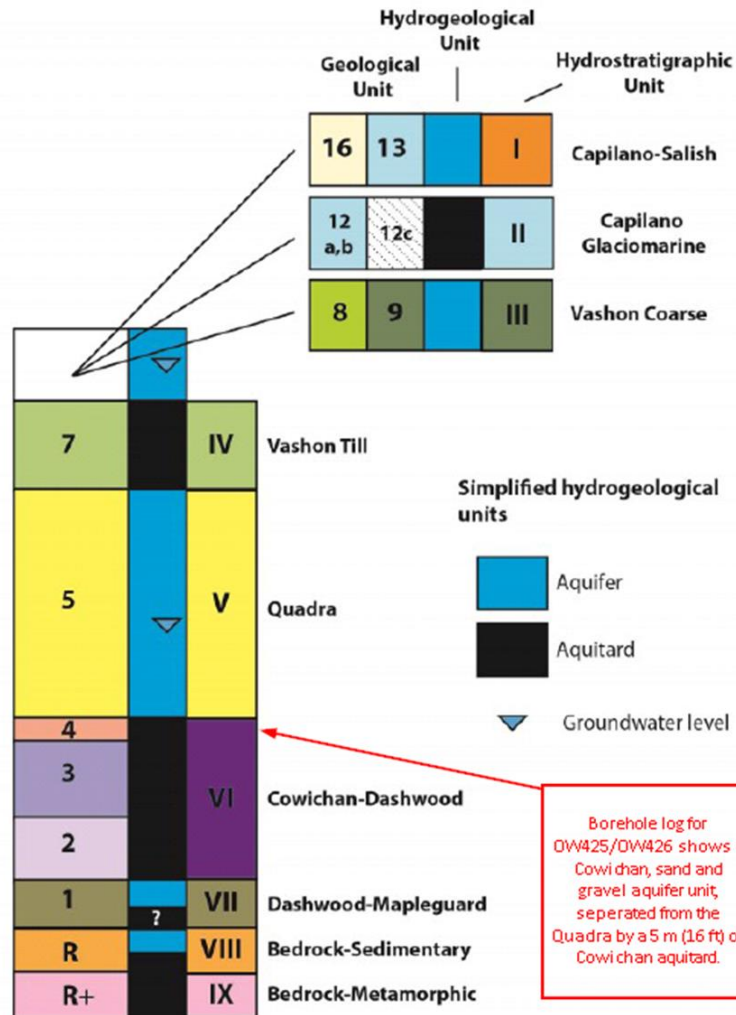 Hydrogeological
Unit
Geological
Unit
Hydrostratigraphic
Unit
16 13 I Capilano-Salish
12
a,b 12c II Capilano
Glaciomarine
8 9 III Vashon Coarse
7 IV Vashon Till
5 V Quadra
4
3 VI Cowichan-Dashwood
2
1 ? VII Dashwood-Mapleguard
R VIII Bedrock-Sedimentary
R+ IX Bedrock-Metamorphic
Simplified hydrogeological
units
Aquifer
Aquitard
Groundwater level
Borehole log for
OW425/OW426 shows
Cowichan, sand and
gravel aquifer unit,
seperated from the
Quadra by a 5 m (16 ft)
Cowichan aquitard.